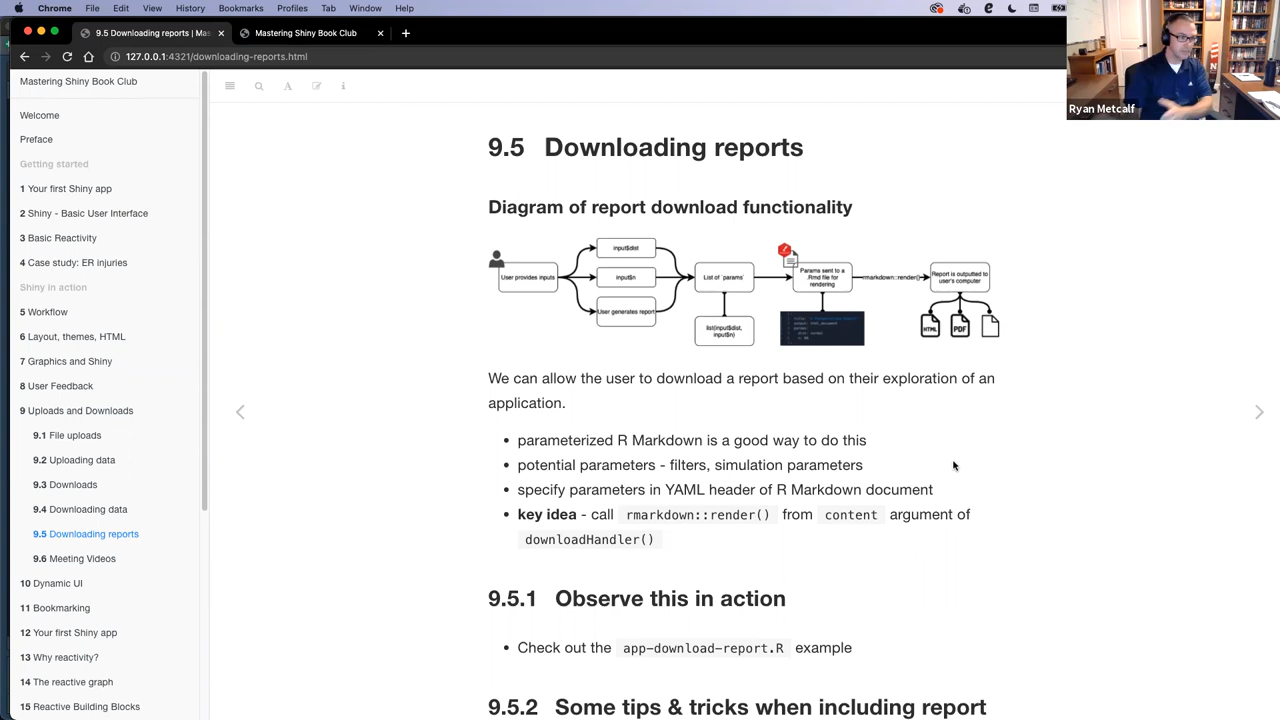 Chrome File Edit View History Bookmarks Profiles Tab Window Help
9.5 Downloading reports | Mas
Mastering Shiny Book Club
127.0.0.1:4321/downloading-reports.html
Ryan Metcalf
Mastering Shiny Book Club
Welcome
Preface
Getting started
1 Your first Shiny app
2 Shiny - Basic User Interface
3 Basic Reactivity
4 Case study: ER injuries
Shiny in action
5 Workflow
6 Layout, themes, HTML
7 Graphics and Shiny
8 User Feedback
9 Uploads and Downloads
9.1 File uploads
9.2 Uploading data
9.3 Downloads
9.4 Downloading data
9.5 Downloading reports
9.6 Meeting Videos
10 Dynamic UI
11 Bookmarking
12 Your first Shiny app
13 Why reactivity?
14 The reactive graph
15 Reactive Building Blocks
9.5 Downloading reports
Diagram of report download functionality
User provides inputs
input$dist
input$n
User generates report
List of `params`
list(input$dist,
input$n)
Params sent to a
.Rmd file for
rendering
rmarkdown::render()
Report is outputted to
user's computer
HTML
PDF
We can allow the user to download a report based on their exploration of an
application.
• parameterized R Markdown is a good way to do this
• potential parameters - filters, simulation parameters
• specify parameters in YAML header of R Markdown document
• key idea - call rmarkdown::render() from content argument of
downloadHandler()
9.5.1 Observe this in action
• Check out the app-download-report.R example
9.5.2 Some tips & tricks when including report